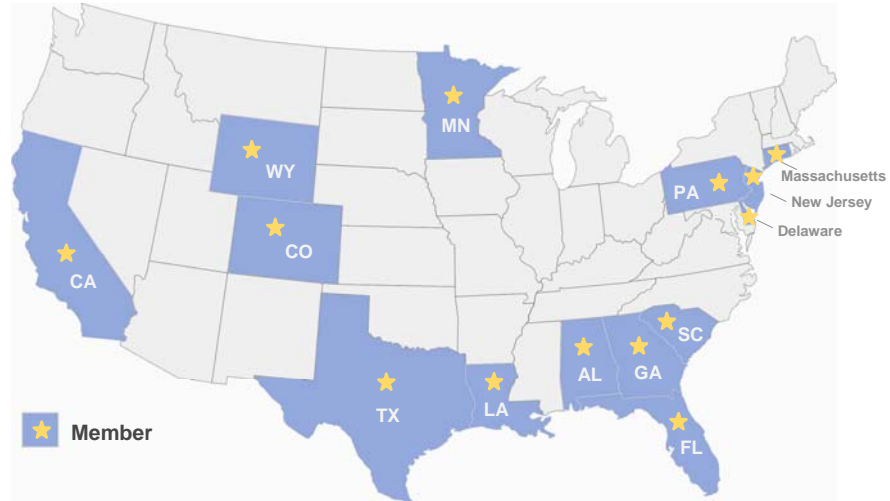 MN
WY
PA
Massachusetts
New Jersey
Delaware
CO
CA
SC
AL
GA
TX
LA
FL
Member